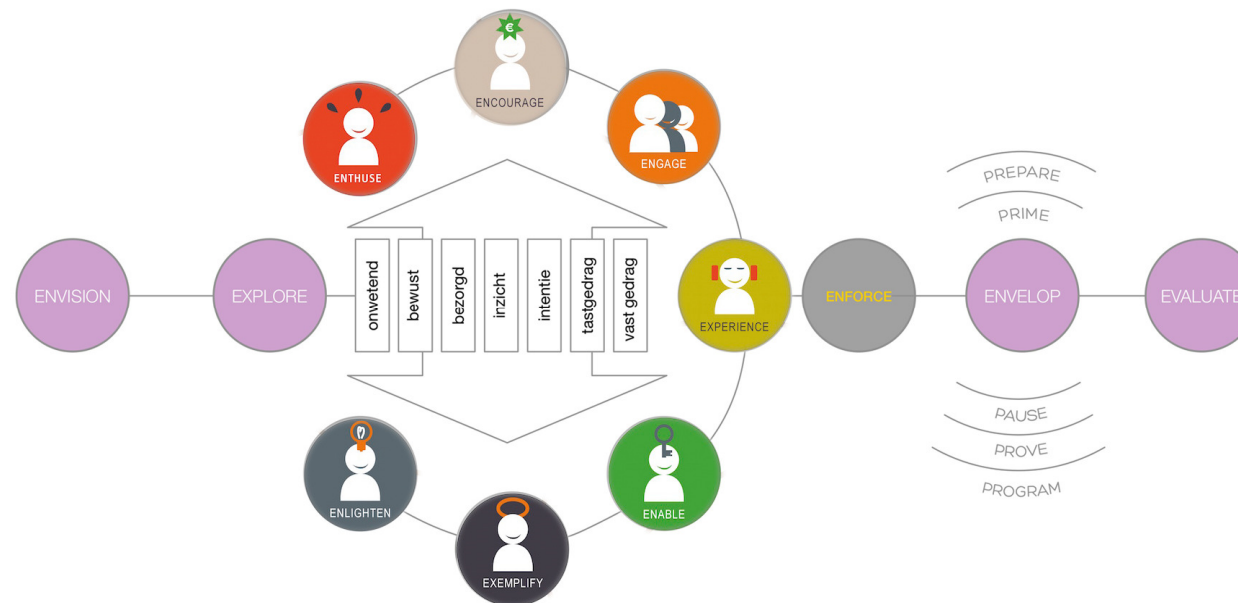 €
ENCOURAGE
ENTHUSE
ENGAGE
PREPARE
PRIME
ENVISION
EXPLORE
onwetend
bewust
bezorgd
inzicht
intentie
tastgedrag
vast gedrag
EXPERIENCE
ENFORCE
ENVELOP
EVALUATE
PAUSE
PROVE
PROGRAM
ENLIGHTEN
EXEMPLIFY
ENABLE